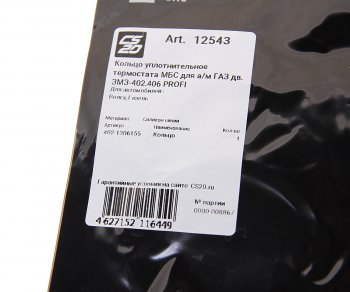 CS20
Art. 12543
Кольцо уплотнительное
термостата МБС для а/м ГАЗ дв.
ЗМЗ-402.406 PROFI
Для автомобилей :
Волга, Газель
Материал Силикон синий
Артикул Наименование Кол-во
402-1306155 Кольцо 1
Гарантийные условия на сайте CS20.ru
№ партии
0000-008867
4 627152 116449